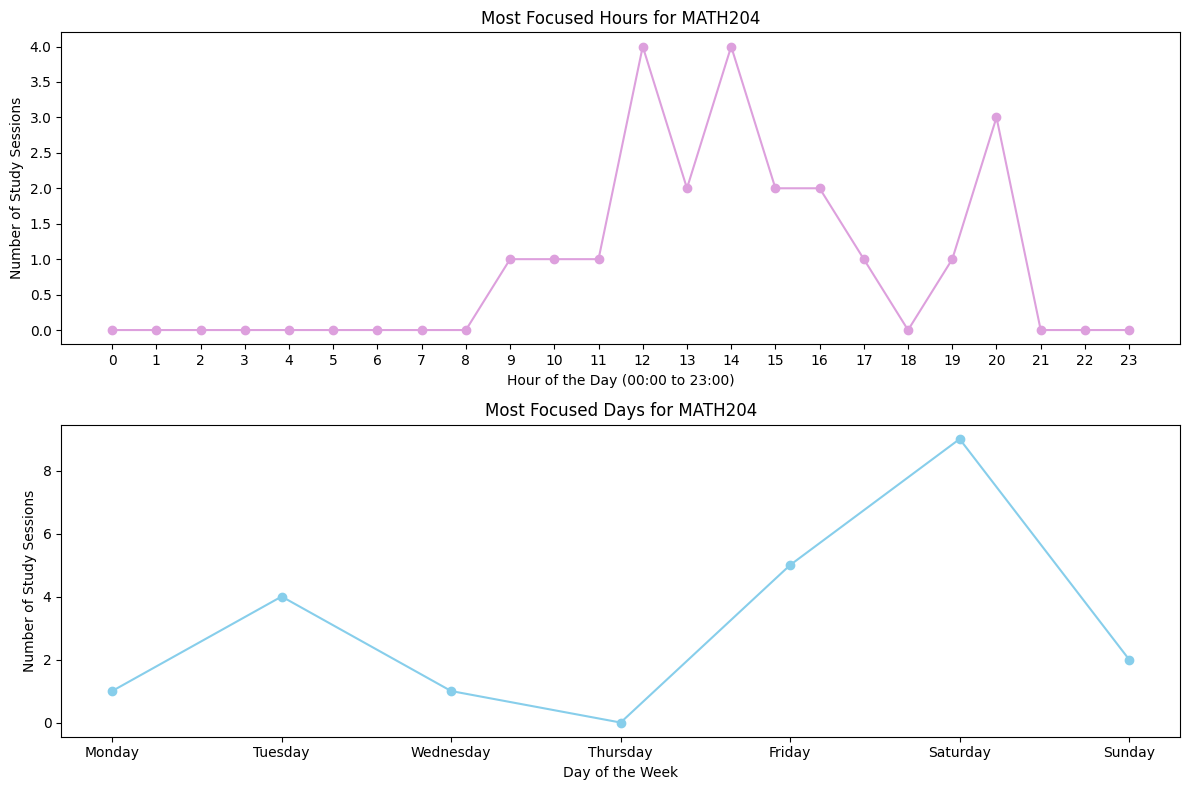 Most Focused Hours for MATH204
Number of Study Sessions
4.0
3.5
3.0
2.5
2.0
1.5
1.0
0.5
0.0
0 1 2 3 4 5 6 7 8 9 10 11 12 13 14 15 16 17 18 19 20 21 22 23
Hour of the Day (00:00 to 23:00)
Most Focused Days for MATH204
Number of Study Sessions
8
6
4
2
0
Monday Tuesday Wednesday Thursday Friday Saturday Sunday
Day of the Week